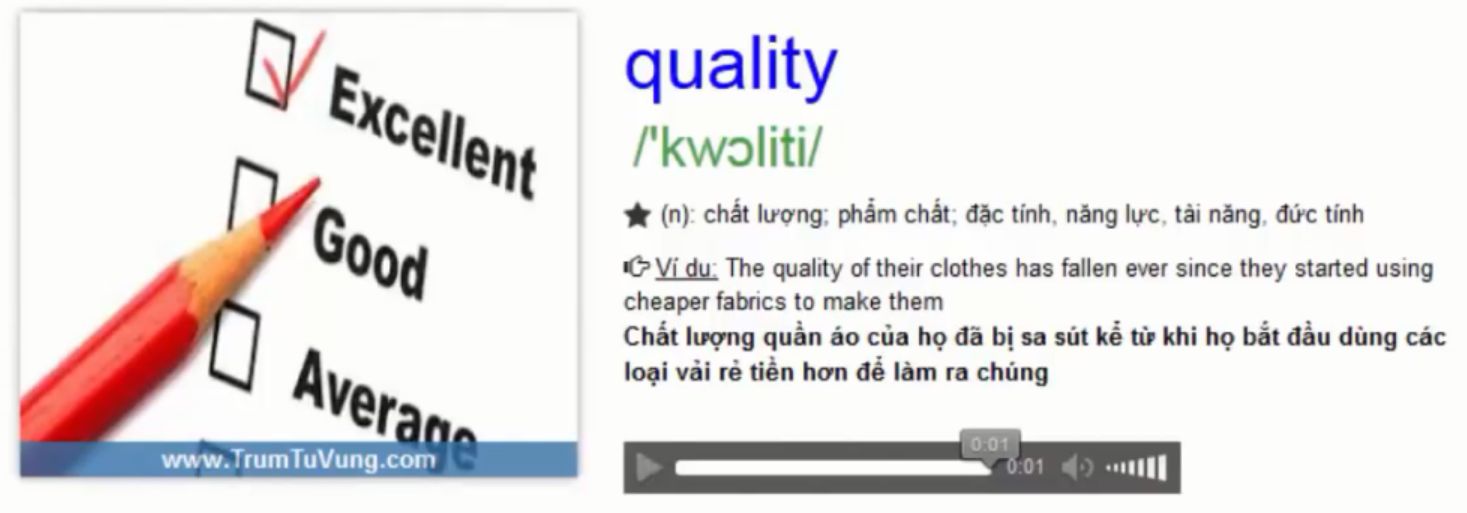 Excellent
Good
Average
www.TrumTuVung.com
quality
/'kwɔliti/
★ (n): chất lượng; phẩm chất; đặc tính, năng lực, tài năng, đức tính
Ví du: The quality of their clothes has fallen ever since they started using
cheaper fabrics to make them
Chất lượng quần áo của họ đã bị sa sút kể từ khi họ bắt đầu dùng các
loại vải rẻ tiền hơn để làm ra chúng
0:01
0:01